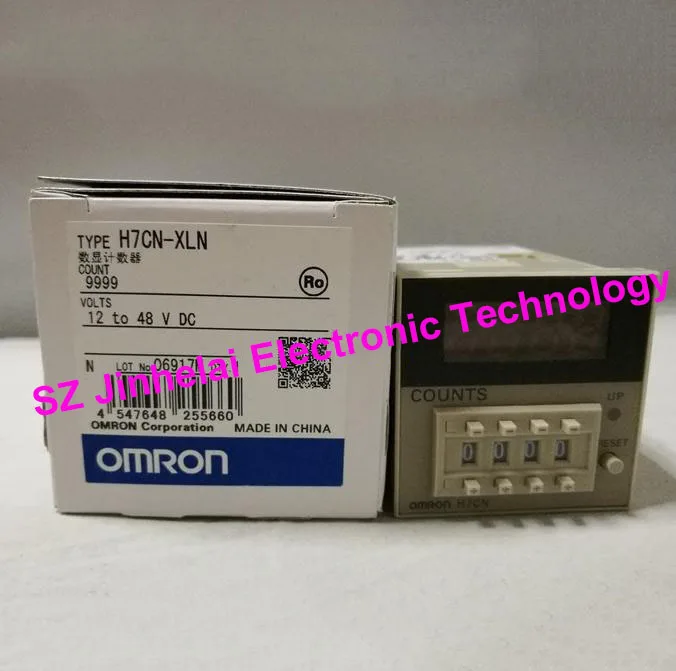 TYPE H7CN-XLN
数显计数器
COUNT
9999
Ro
VOLTS
12 to 48 V DC
N LOT No.
4 547648 255660
OMRON Corporation MADE IN CHINA
OMRON
SZ Jinhelai Electronic Technology
COUNTS
UP
RESET
0 0 0 0
OMRON H7CN